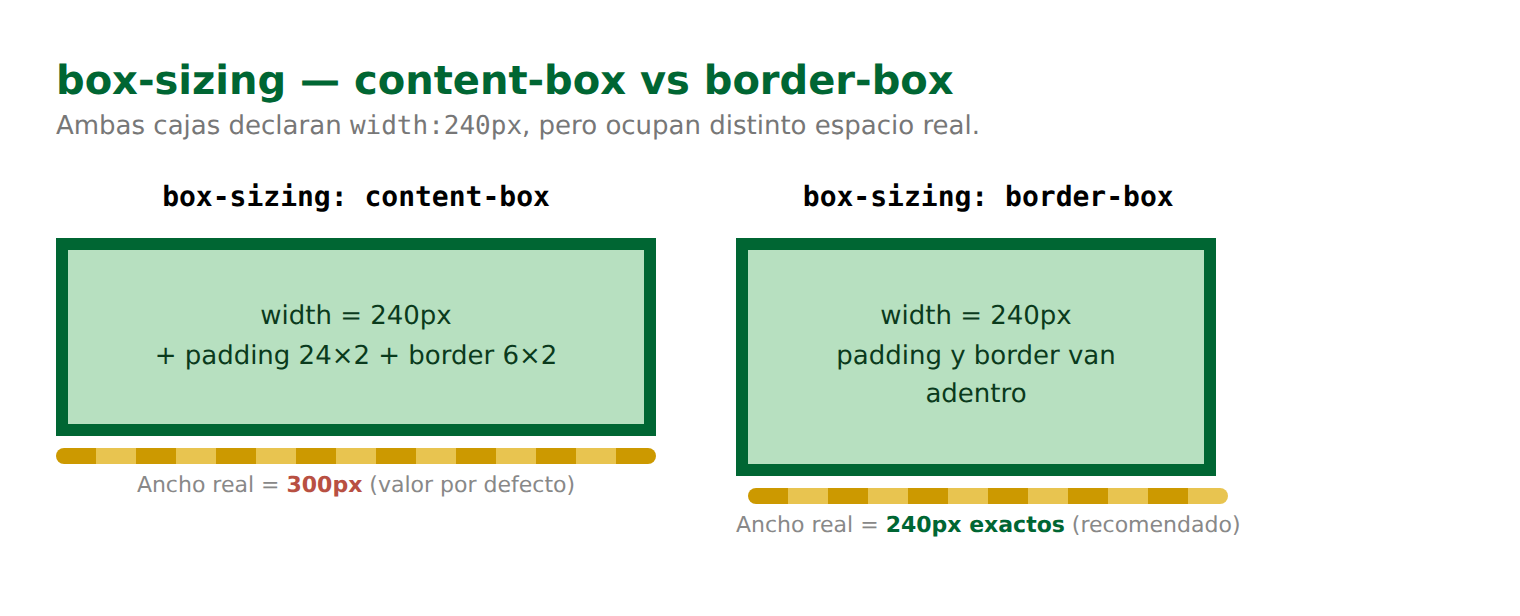 box-sizing — content-box vs border-box
Ambas cajas declaran width:240px, pero ocupan distinto espacio real.
box-sizing: content-box
width = 240px
+ padding 24×2 + border 6×2
Ancho real = 300px (valor por defecto)
box-sizing: border-box
width = 240px
padding y border van
adentro
Ancho real = 240px exactos (recomendado)